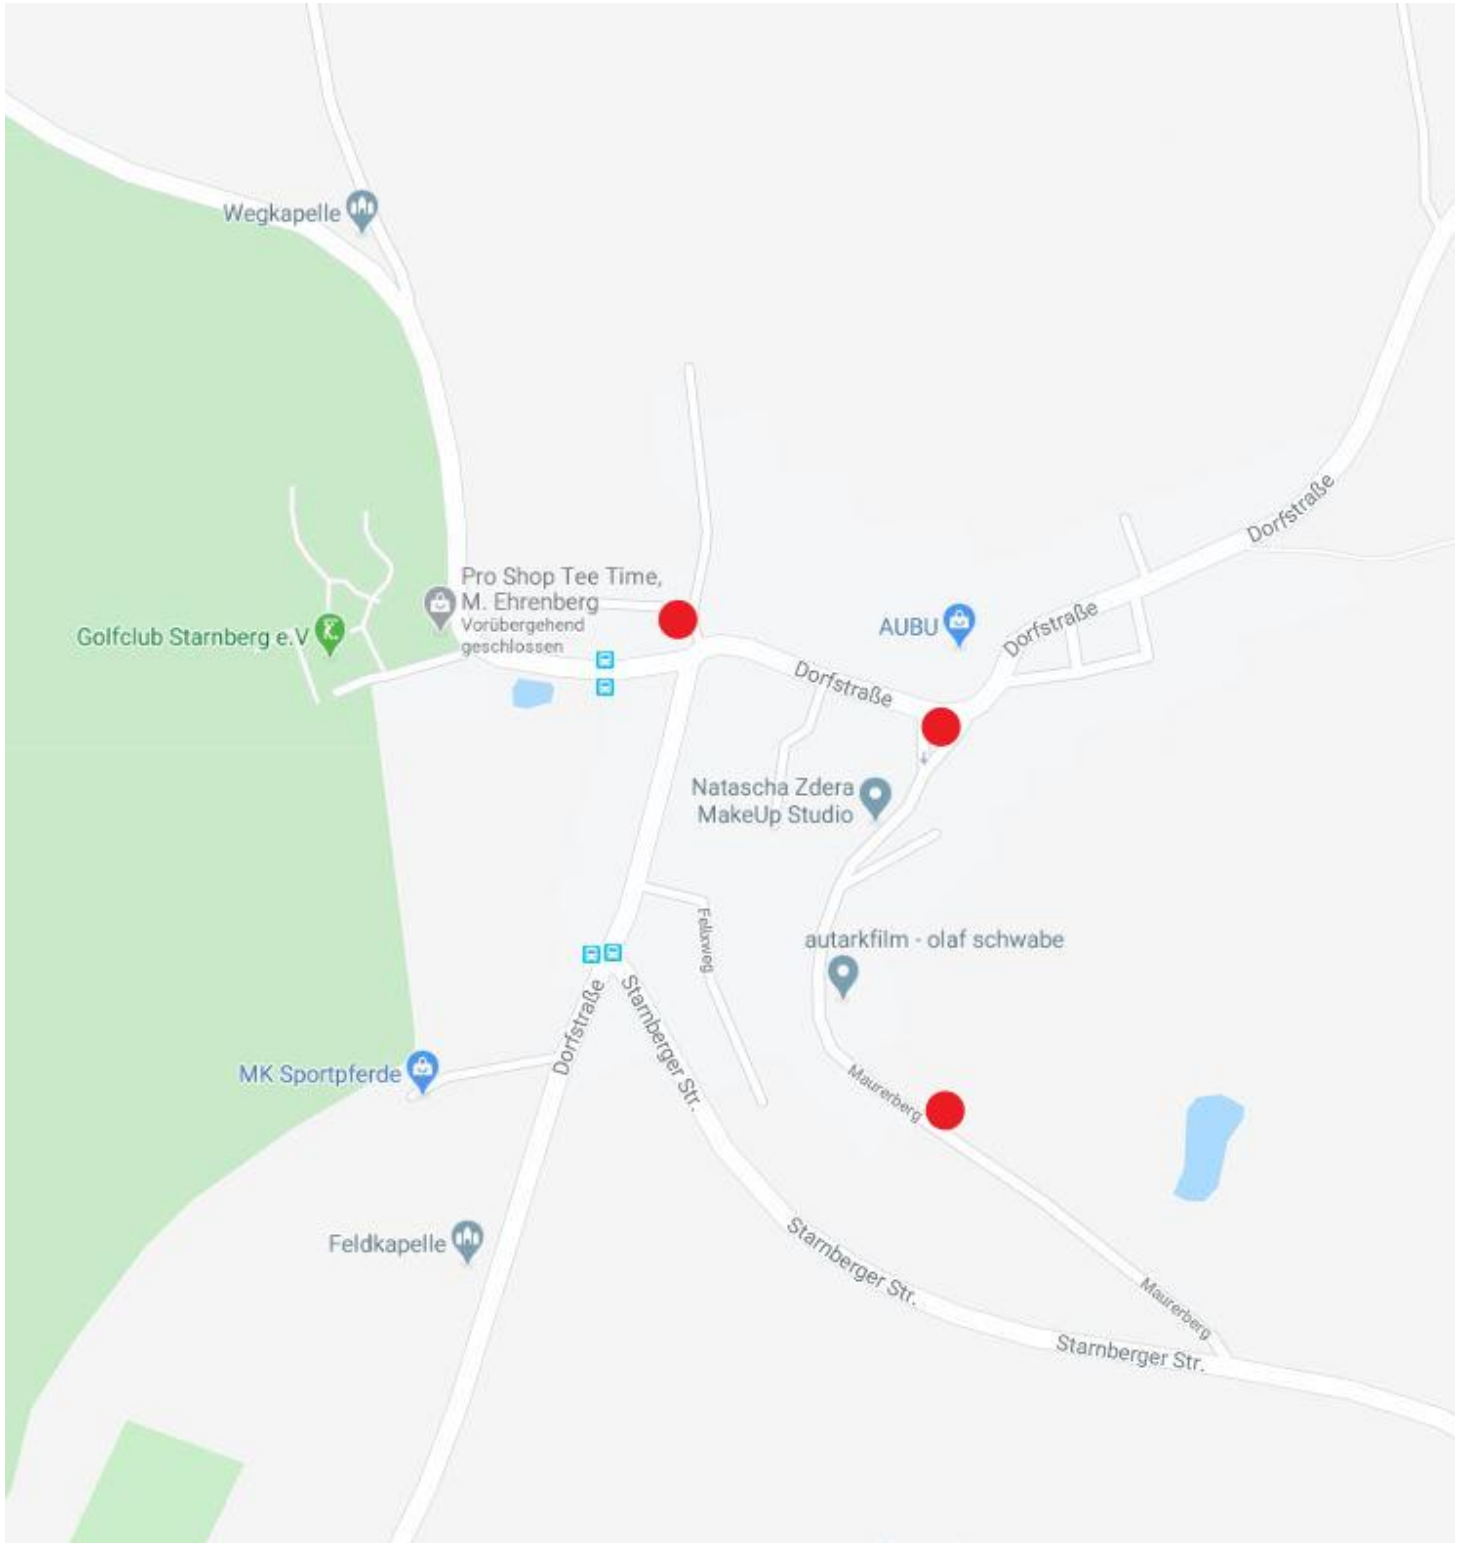 Wegkapelle
Pro Shop Tee Time,
M. Ehrenberg
Vorübergehend
geschlossen
Golfclub Starnberg e.V
AUBU
Dorfstraße
Dorfstraße
Dorfstraße
Natascha Zdera
MakeUp Studio
Felixweg
autarkfilm - olaf schwabe
Dorfstraße
Starnberger Str.
MK Sportpferde
Maurerberg
Feldkapelle
Starnberger Str.
Maurerberg
Starnberger Str.